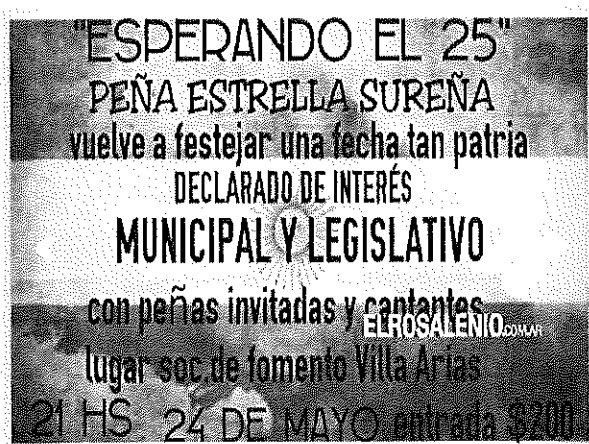 "ESPERANDO EL 25"
PEÑA ESTRELLA SUREÑA
vuelve a festejar una fecha tan patria
DECLARADO DE INTERÉS
MUNICIPAL Y LEGISLATIVO
con peñas invitadas y cantantes
ELROSALENIO.COM.AR
lugar soc.de fomento Villa Arias
21 HS 24 DE MAYO entrada $200